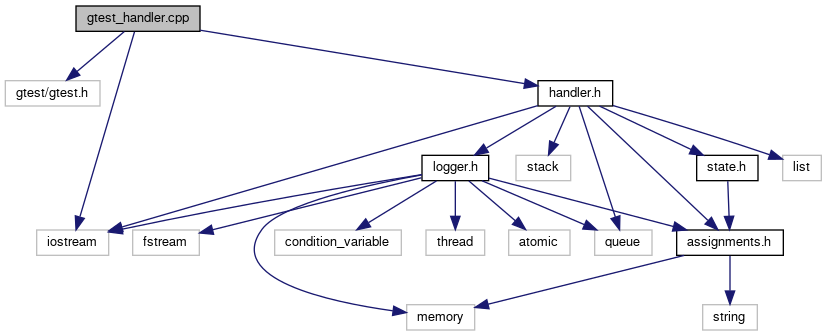 gtest_handler.cpp
gtest/gtest.h
handler.h
logger.h
stack
state.h
list
iostream
fstream
condition_variable
thread
atomic
queue
assignments.h
memory
string